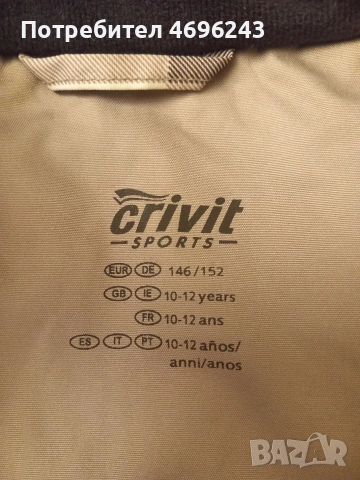 Потребител 4696243
crivit
SPORTS
EUR DE 146/152
GB IE 10-12 years
FR 10-12 ans
ES IT PT 10-12 años/
anni/anos
BAZAR